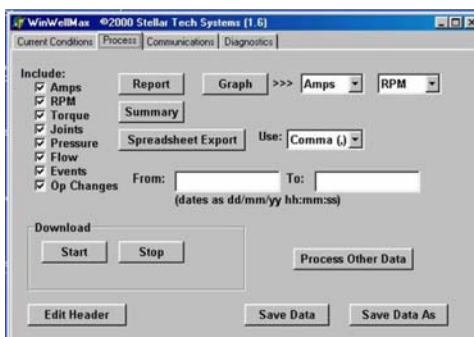 WinWellMax ©2000 Stellar Tech Systems (1.6)
Current Conditions Process Communications Diagnostics
Include:
Amps
RPM
Torque
Joints
Pressure
Flow
Events
Op Changes
Report Graph >>> Amps RPM
Summary
Spreadsheet Export Use: Comma (,)
From: To:
(dates as dd/mm/yy hh:mm:ss)
Download
Start Stop
Process Other Data
Edit Header Save Data Save Data As